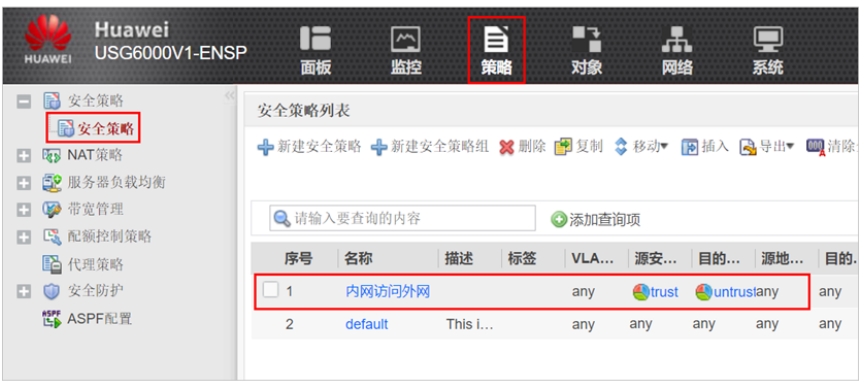 Huawei
HUAWEI
USG6000V1-ENSP
面板 监控 策略 对象 网络 系统
安全策略
安全策略
NAT策略
服务器负载均衡
带宽管理
配额控制策略
代理策略
安全防护
ASPF ASPF配置
安全策略列表
新建安全策略 新建安全策略组 删除 复制 移动 插入 导出 清除
请输入要查询的内容 添加查询项
序号 名称 描述 标签 VLA... 源安... 目的... 源地... 目的.
1 内网访问外网 any trust untrust any any
2 default This i... any any any any any